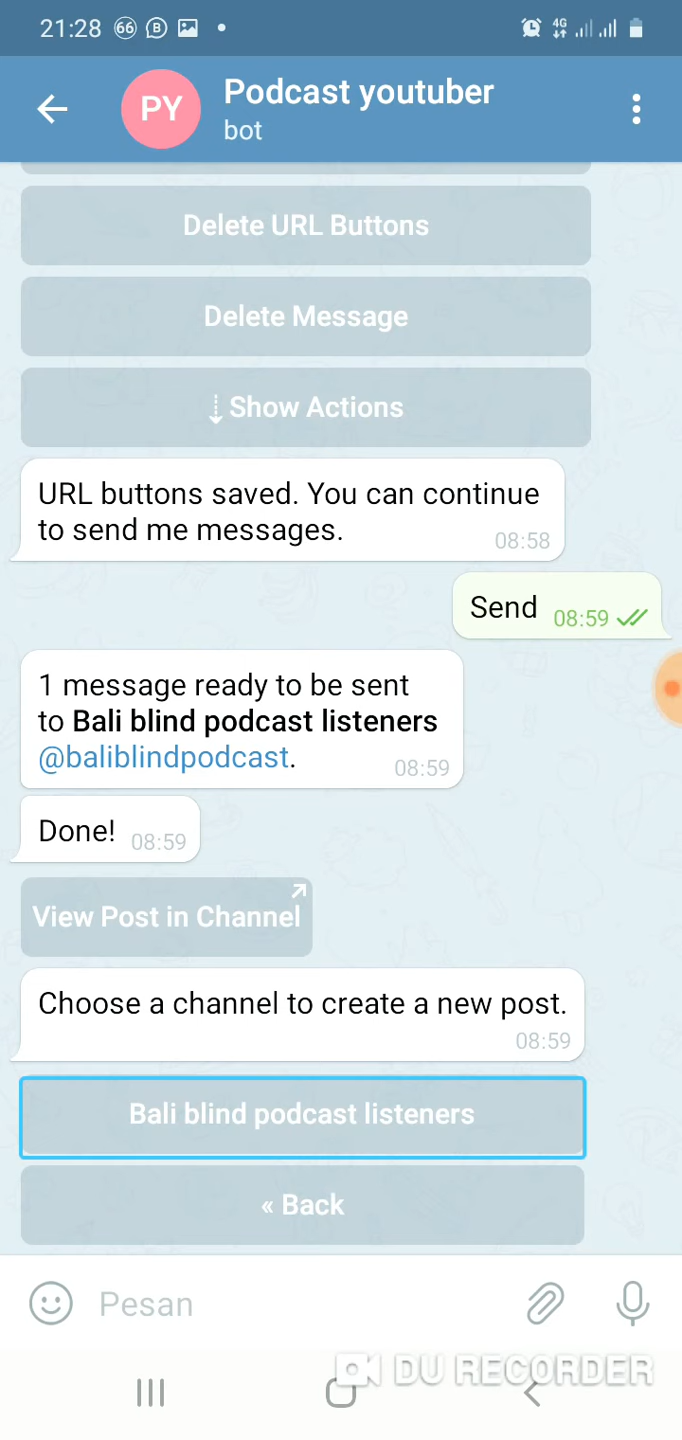 21:28 66 B 4G
PY Podcast youtuber
bot
Delete URL Buttons
Delete Message
Show Actions
URL buttons saved. You can continue
to send me messages. 08:58
Send 08:59
1 message ready to be sent
to Bali blind podcast listeners
@baliblindpodcast. 08:59
Done! 08:59
View Post in Channel
Choose a channel to create a new post.
08:59
Bali blind podcast listeners
« Back
Pesan
DU RECORDER